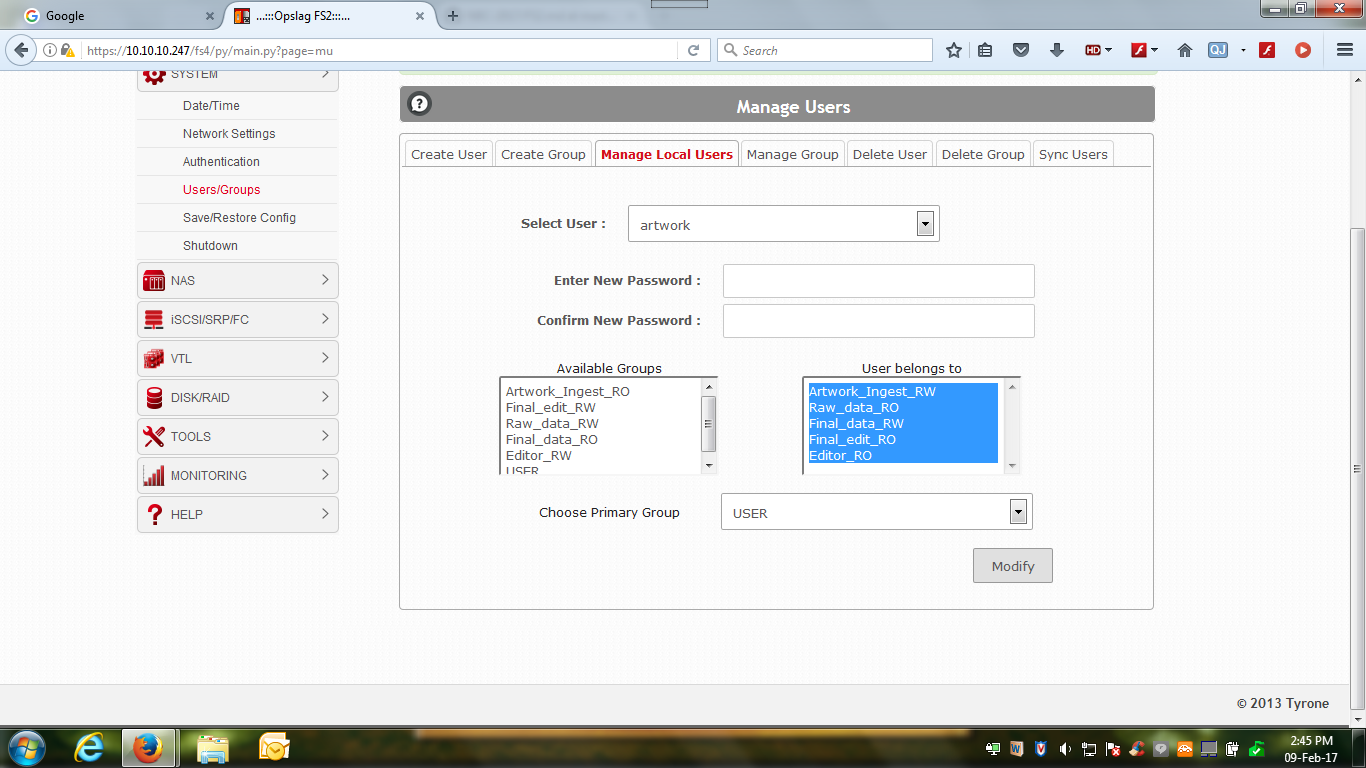 Google
...:::Opslag FS2:::...
https://10.10.10.247/fs4/py/main.py?page=mu
Search
HD
QJ
SYSTEM
Date/Time
Network Settings
Authentication
Users/Groups
Save/Restore Config
Shutdown
NAS
iSCSI/SRP/FC
VTL
DISK/RAID
TOOLS
MONITORING
HELP
Manage Users
Create User
Create Group
Manage Local Users
Manage Group
Delete User
Delete Group
Sync Users
Select User :
artwork
Enter New Password :
Confirm New Password :
Available Groups
Artwork_Ingest_RO
Final_edit_RW
Raw_data_RW
Final_data_RO
Editor_RW
USER
User belongs to
Artwork_Ingest_RW
Raw_data_RO
Final_data_RW
Final_edit_RO
Editor_RO
Choose Primary Group
USER
Modify
© 2013 Tyrone
2:45 PM
09-Feb-17